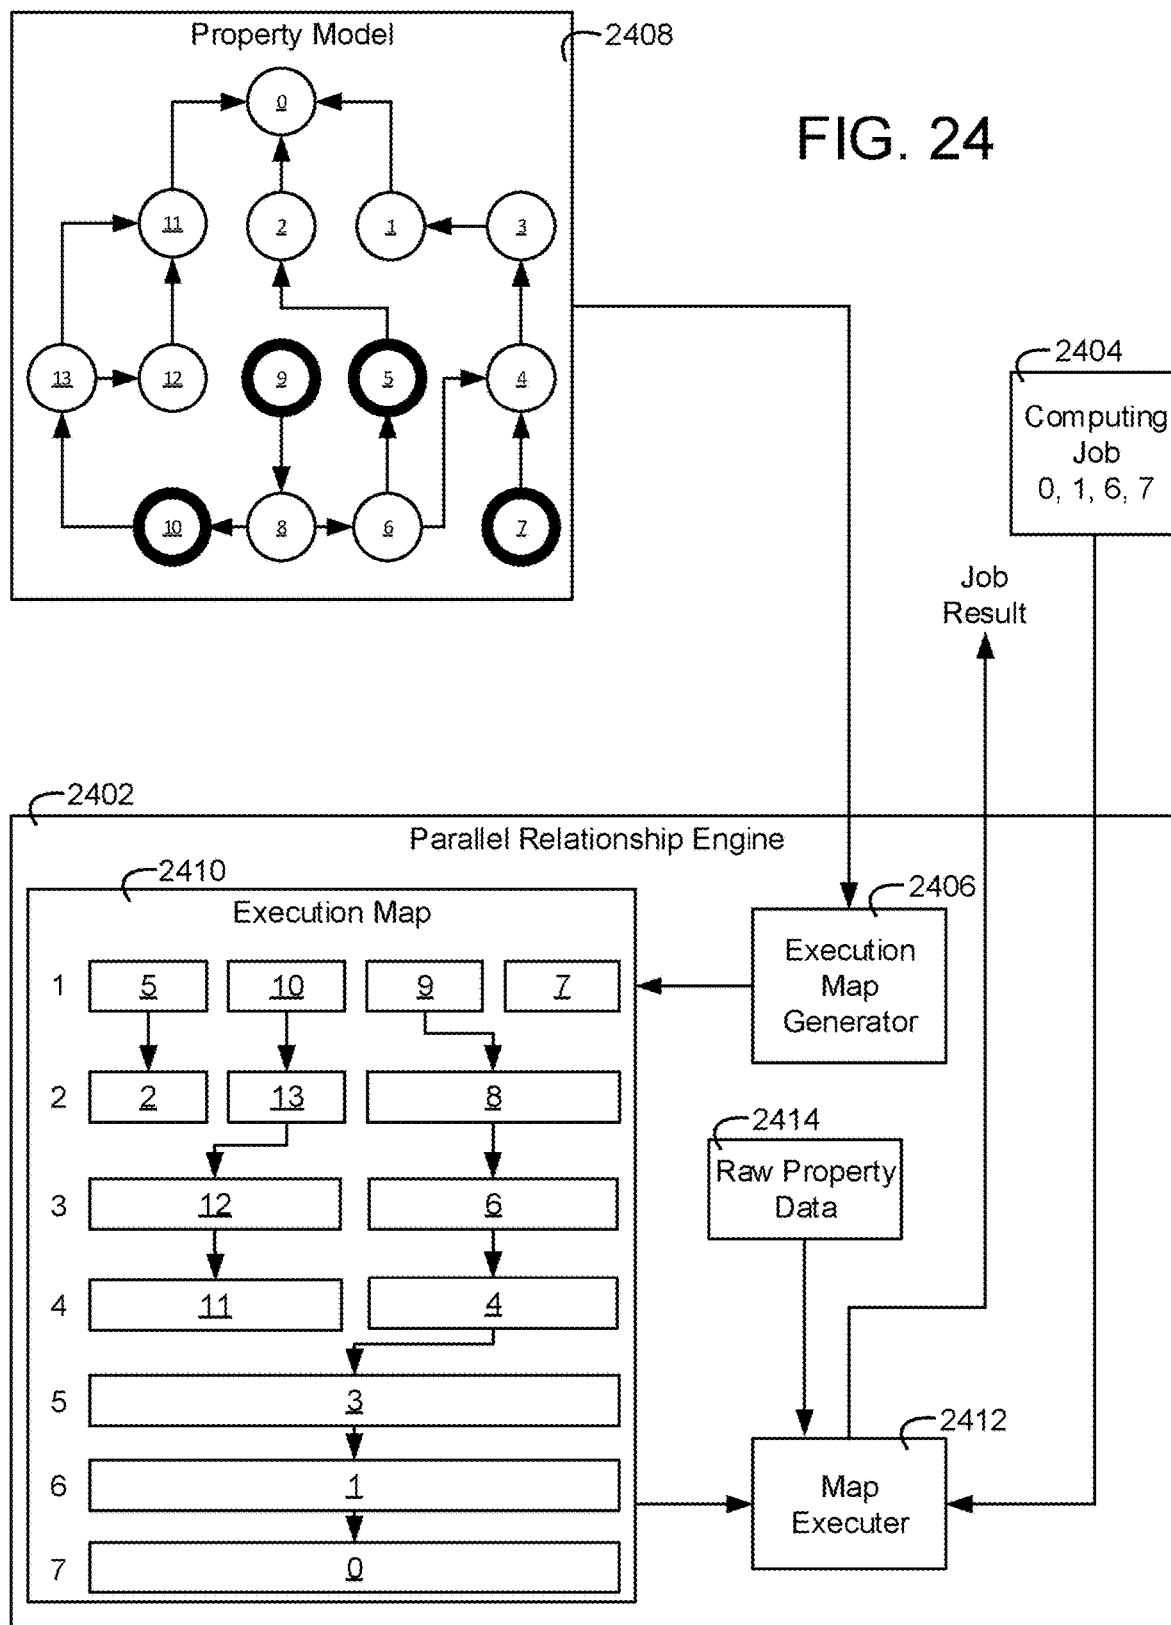 Property Model
2408
0
FIG. 24
11
2
1
3
13
12
9
5
4
2404
Computing
Job
0, 1, 6, 7
10
8
6
7
Job
Result
2402
Parallel Relationship Engine
2410
2406
Execution Map
Execution
Map
Generator
1
5
10
9
7
2
2
13
8
2414
Raw Property
Data
3
12
6
4
11
4
5
3
2412
Map
Executer
6
1
7
0